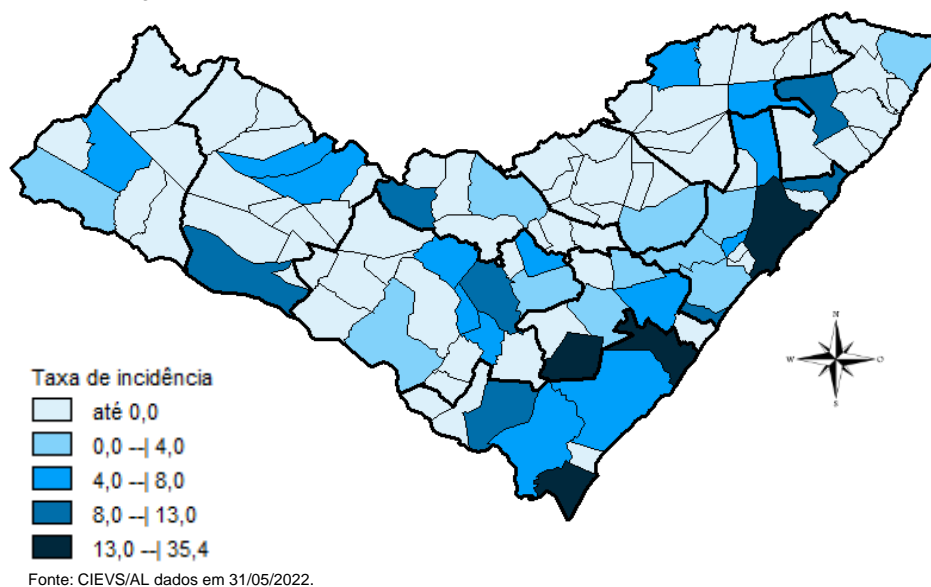 N
W
O
S
Taxa de incidência
até 0,0
0,0 --| 4,0
4,0 --| 8,0
8,0 --| 13,0
13,0 --| 35,4
Fonte: CIEVS/AL dados em 31/05/2022.